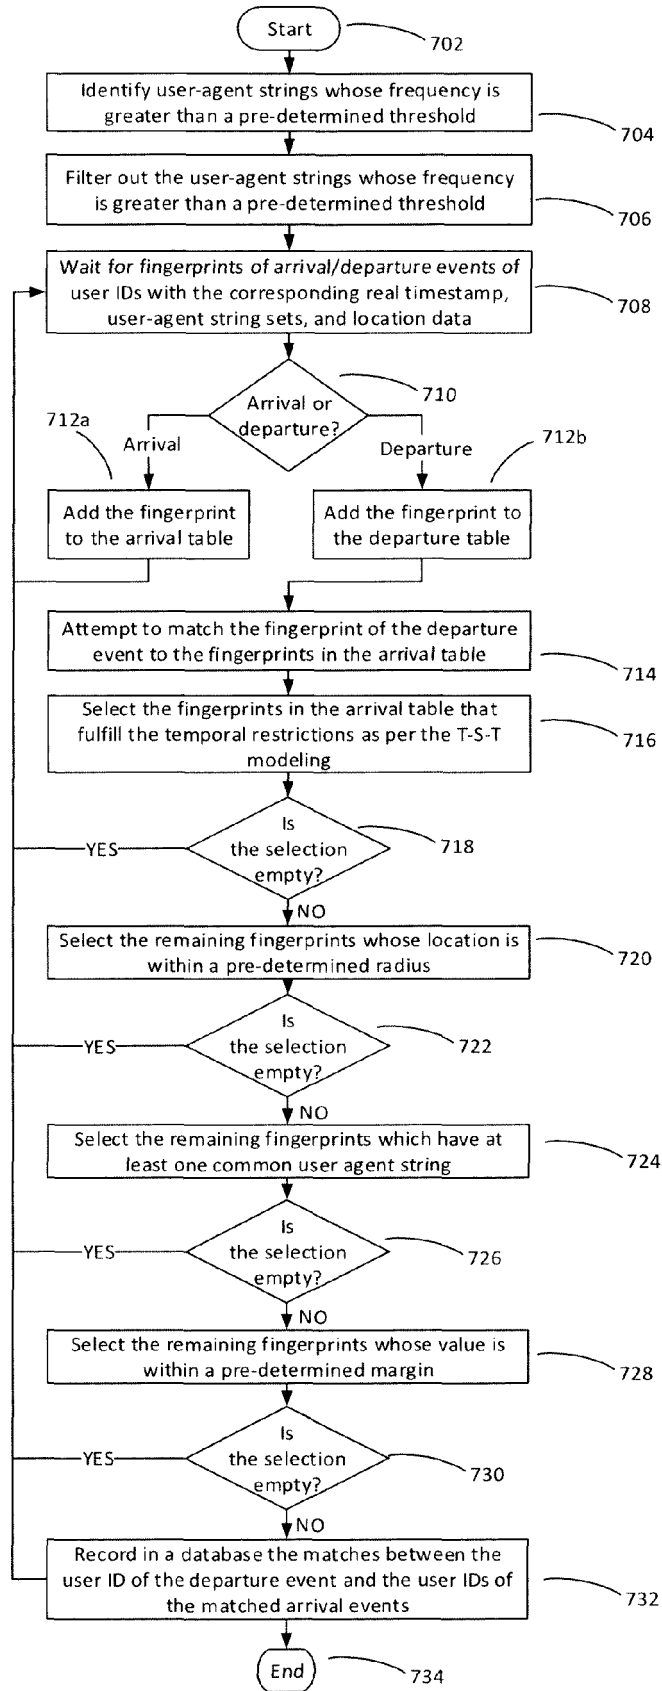 Start
702
Identify user-agent strings whose frequency is
greater than a pre-determined threshold
704
Filter out the user-agent strings whose frequency
is greater than a pre-determined threshold
706
Wait for fingerprints of arrival/departure events of
user IDs with the corresponding real timestamp,
user-agent string sets, and location data
708
710
Arrival or
departure?
712a
Arrival
Departure
712b
Add the fingerprint
to the arrival table
Add the fingerprint to
the departure table
Attempt to match the fingerprint of the departure
event to the fingerprints in the arrival table
714
Select the fingerprints in the arrival table that
fulfill the temporal restrictions as per the T-S-T
modeling
716
Is
the selection
empty?
718
YES
NO
Select the remaining fingerprints whose location is
within a pre-determined radius
720
Is
the selection
empty?
722
YES
NO
Select the remaining fingerprints which have at
least one common user agent string
724
Is
the selection
empty?
726
YES
NO
Select the remaining fingerprints whose value is
within a pre-determined margin
728
Is
the selection
empty?
730
YES
NO
Record in a database the matches between the
user ID of the departure event and the user IDs of
the matched arrival events
732
End
734